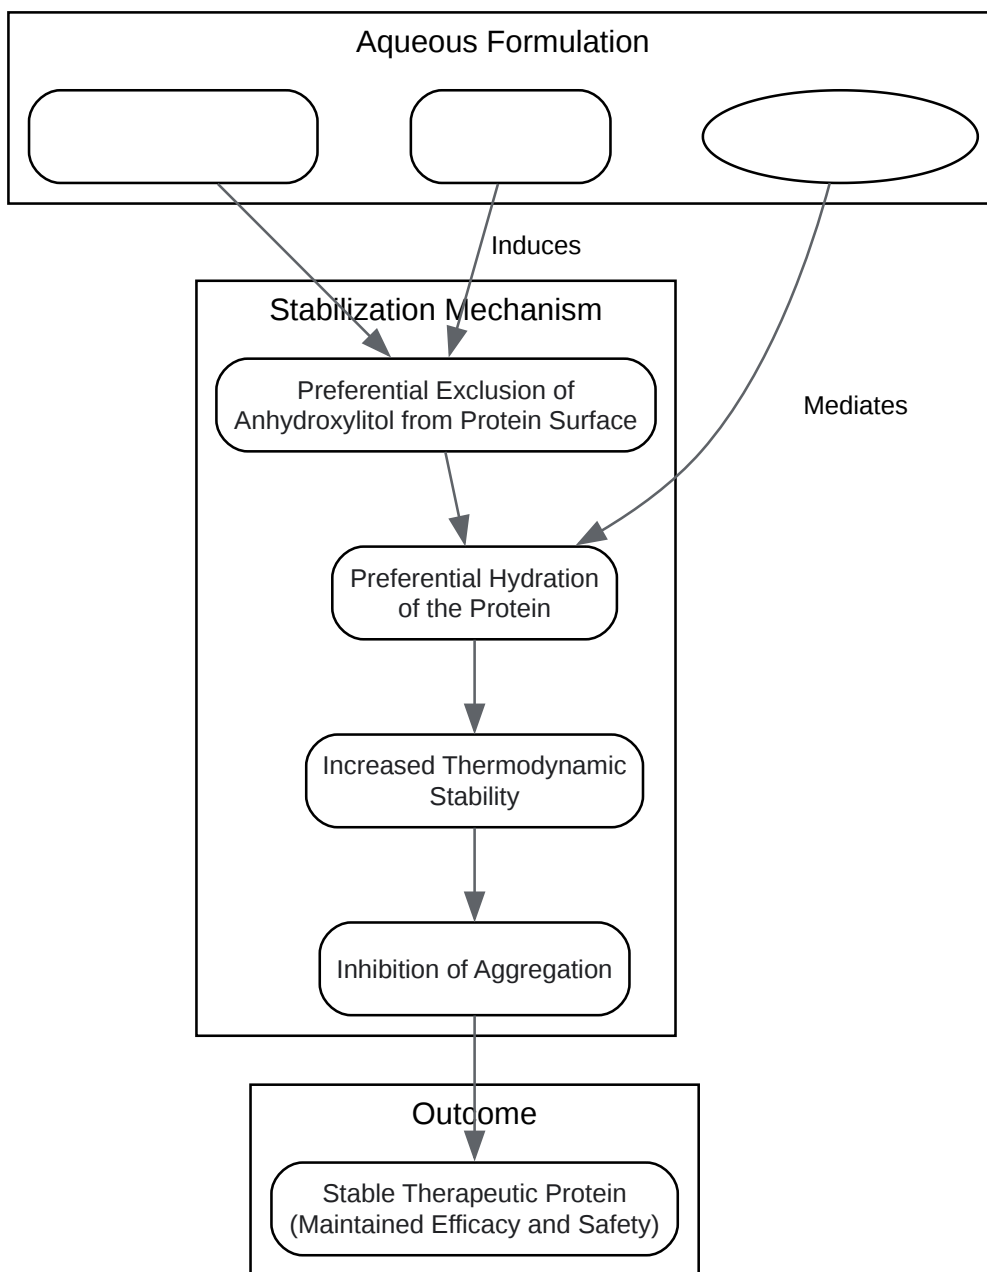 Aqueous Formulation
Induces
Stabilization Mechanism
Preferential Exclusion of
Anhydroxylitol from Protein Surface
Mediates
Preferential Hydration
of the Protein
Increased Thermodynamic
Stability
Inhibition of Aggregation
Outcome
Stable Therapeutic Protein
(Maintained Efficacy and Safety)